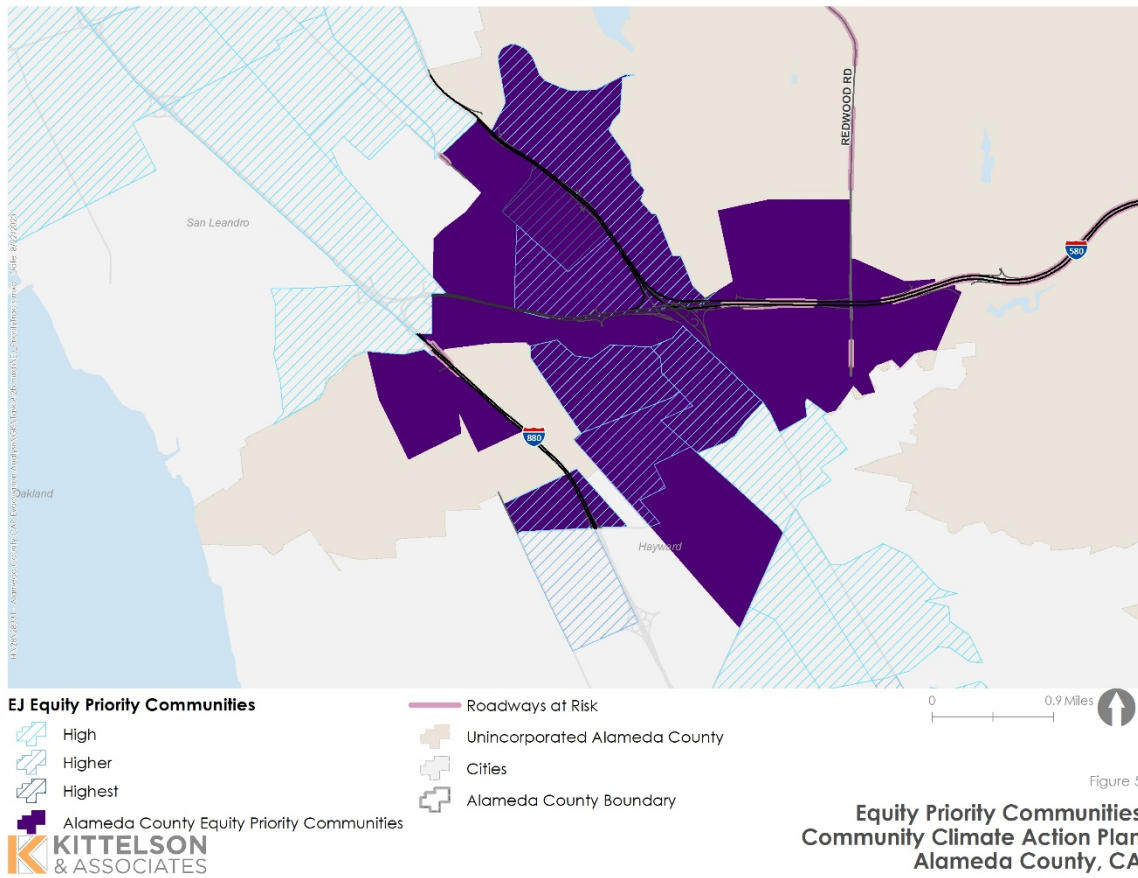 REDWOOD RD
580
San Leandro
880
Oakland
Hayward
EJ Equity Priority Communities
High
Higher
Highest
Alameda County Equity Priority Communities
Roadways at Risk
Unincorporated Alameda County
Cities
Alameda County Boundary
0 0.9 Miles
Figure 5
Equity Priority Communities
Community Climate Action Plan
Alameda County, CA
KITTELSON
& ASSOCIATES